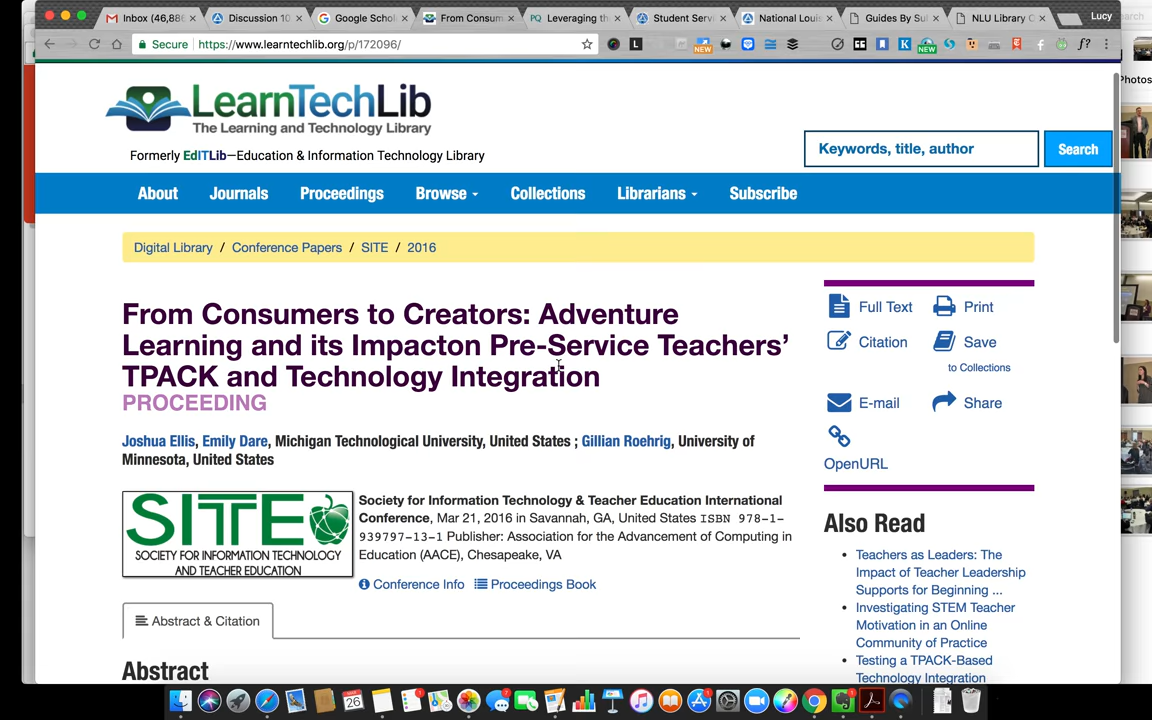 Inbox (46,88
Discussion 10.
Google Schol
From Consum
Leveraging th
Student Servi
National Loui
Guides By Su
NLU Library C
Lucy
Secure
https://www.learntechlib.org/p/172096/
NEW
NEW
f?
Photos
LearnTechLib
The Learning and Technology Library
Formerly EdITLib—Education & Information Technology Library
Keywords, title, author
Search
About
Journals
Proceedings
Browse
Collections
Librarians
Subscribe
Digital Library / Conference Papers / SITE / 2016
From Consumers to Creators: Adventure
Learning and its Impacton Pre-Service Teachers’
TPACK and Technology Integration
PROCEEDING
Joshua Ellis, Emily Dare, Michigan Technological University, United States ; Gillian Roehrig, University of
Minnesota, United States
SITE
SOCIETY FOR INFORMATION TECHNOLOGY
AND TEACHER EDUCATION
Society for Information Technology & Teacher Education International
Conference, Mar 21, 2016 in Savannah, GA, United States ISBN 978-1-
939797-13-1 Publisher: Association for the Advancement of Computing in
Education (AACE), Chesapeake, VA
Conference Info
Proceedings Book
Abstract & Citation
Abstract
Full Text
Print
Citation
Save
to Collections
E-mail
Share
OpenURL
Also Read
Teachers as Leaders: The
Impact of Teacher Leadership
Supports for Beginning ...
Investigating STEM Teacher
Motivation in an Online
Community of Practice
Testing a TPACK-Based
Technology Integration
26